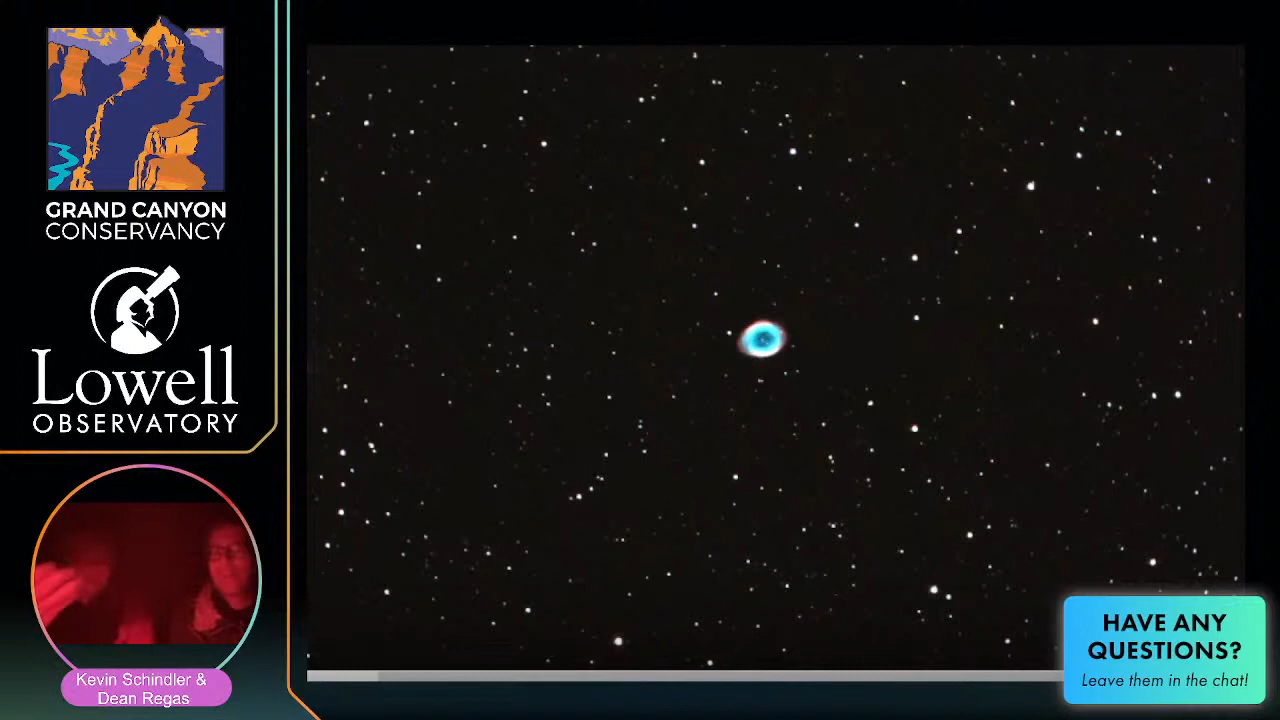 GRAND CANYON
CONSERVANCY
Lowell
OBSERVATORY
Kevin Schindler &
Dean Regas
HAVE ANY
QUESTIONS?
Leave them in the chat!